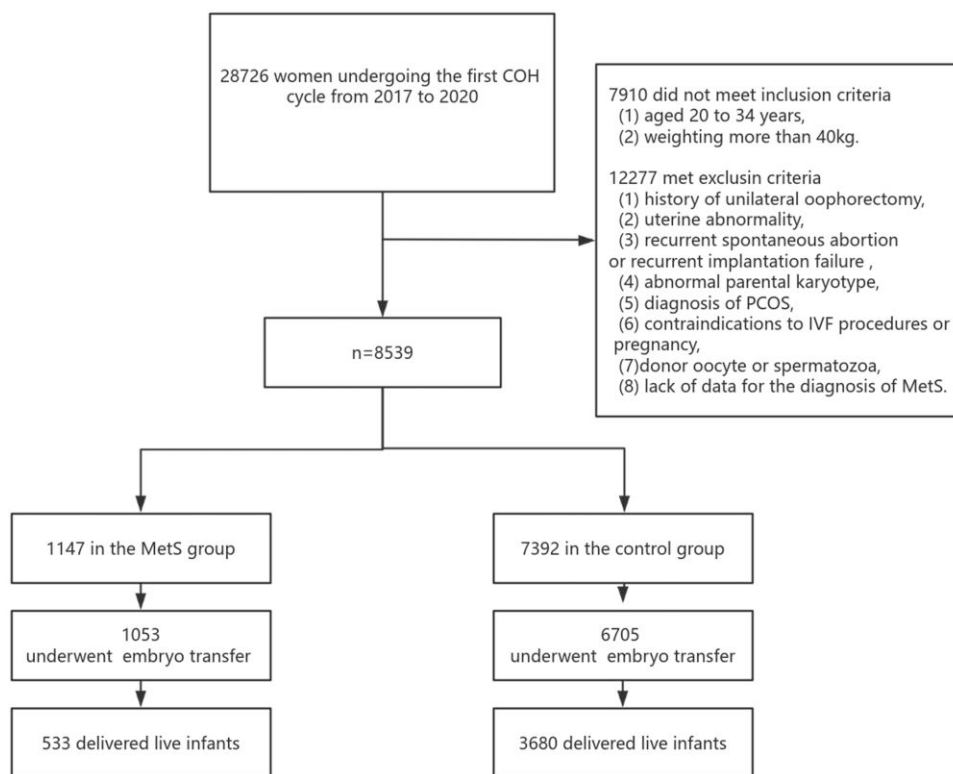 28726 women undergoing the first COH
cycle from 2017 to 2020
7910 did not meet inclusion criteria
(1) aged 20 to 34 years,
(2) weighting more than 40kg.
12277 met exclusin criteria
(1) history of unilateral oophorectomy,
(2) uterine abnormality,
(3) recurrent spontaneous abortion
or recurrent implantation failure ,
(4) abnormal parental karyotype,
(5) diagnosis of PCOS,
(6) contraindications to IVF procedures or
pregnancy,
(7)donor oocyte or spermatozoa,
(8) lack of data for the diagnosis of MetS.
n=8539
1147 in the MetS group
7392 in the control group
1053
underwent embryo transfer
6705
underwent embryo transfer
533 delivered live infants
3680 delivered live infants